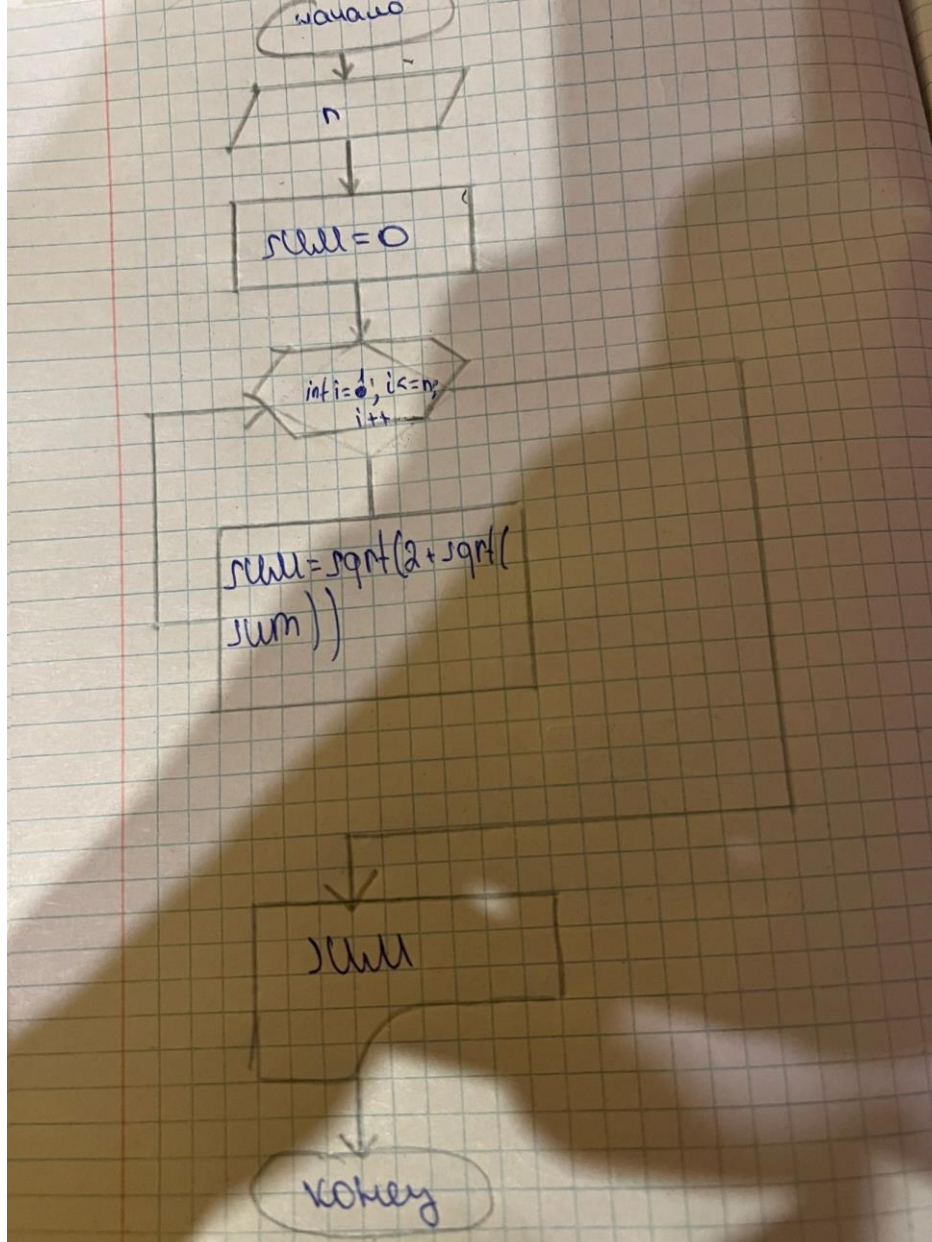 начало
n
sum = 0
int i=1; i<=n;
i++
sum = sqrt(2+sqrt(
sum))
sum
конец